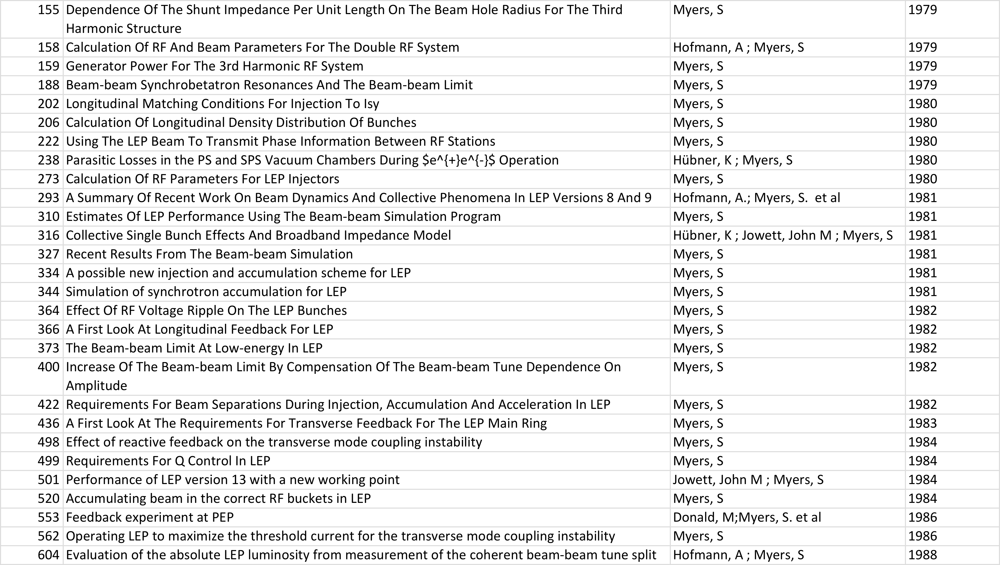 155 Dependence Of The Shunt Impedance Per Unit Length On The Beam Hole Radius For The Third Myers, S 1979
Harmonic Structure
158 Calculation Of RF And Beam Parameters For The Double RF System Hofmann, A ; Myers, S 1979
159 Generator Power For The 3rd Harmonic RF System Myers, S 1979
188 Beam-beam Synchrobetatron Resonances And The Beam-beam Limit Myers, S 1979
202 Longitudinal Matching Conditions For Injection To Isy Myers, S 1980
206 Calculation Of Longitudinal Density Distribution Of Bunches Myers, S 1980
222 Using The LEP Beam To Transmit Phase Information Between RF Stations Myers, S 1980
238 Parasitic Losses in the PS and SPS Vacuum Chambers During $e^{+}e^{-}$ Operation Hübner, K ; Myers, S 1980
273 Calculation Of RF Parameters For LEP Injectors Myers, S 1980
293 A Summary Of Recent Work On Beam Dynamics And Collective Phenomena In LEP Versions 8 And 9 Hofmann, A.; Myers, S. et al 1981
310 Estimates Of LEP Performance Using The Beam-beam Simulation Program Myers, S 1981
316 Collective Single Bunch Effects And Broadband Impedance Model Hübner, K ; Jowett, John M ; Myers, S 1981
327 Recent Results From The Beam-beam Simulation Myers, S 1981
334 A possible new injection and accumulation scheme for LEP Myers, S 1981
344 Simulation of synchrotron accumulation for LEP Myers, S 1981
364 Effect Of RF Voltage Ripple On The LEP Bunches Myers, S 1982
366 A First Look At Longitudinal Feedback For LEP Myers, S 1982
373 The Beam-beam Limit At Low-energy In LEP Myers, S 1982
400 Increase Of The Beam-beam Limit By Compensation Of The Beam-beam Tune Dependence On Myers, S 1982
Amplitude
422 Requirements For Beam Separations During Injection, Accumulation And Acceleration In LEP Myers, S 1982
436 A First Look At The Requirements For Transverse Feedback For The LEP Main Ring Myers, S 1983
498 Effect of reactive feedback on the transverse mode coupling instability Myers, S 1984
499 Requirements For Q Control In LEP Myers, S 1984
501 Performance of LEP version 13 with a new working point Jowett, John M ; Myers, S 1984
520 Accumulating beam in the correct RF buckets in LEP Myers, S 1984
553 Feedback experiment at PEP Donald, M;Myers, S. et al 1986
562 Operating LEP to maximize the threshold current for the transverse mode coupling instability Myers, S 1986
604 Evaluation of the absolute LEP luminosity from measurement of the coherent beam-beam tune split Hofmann, A ; Myers, S 1988